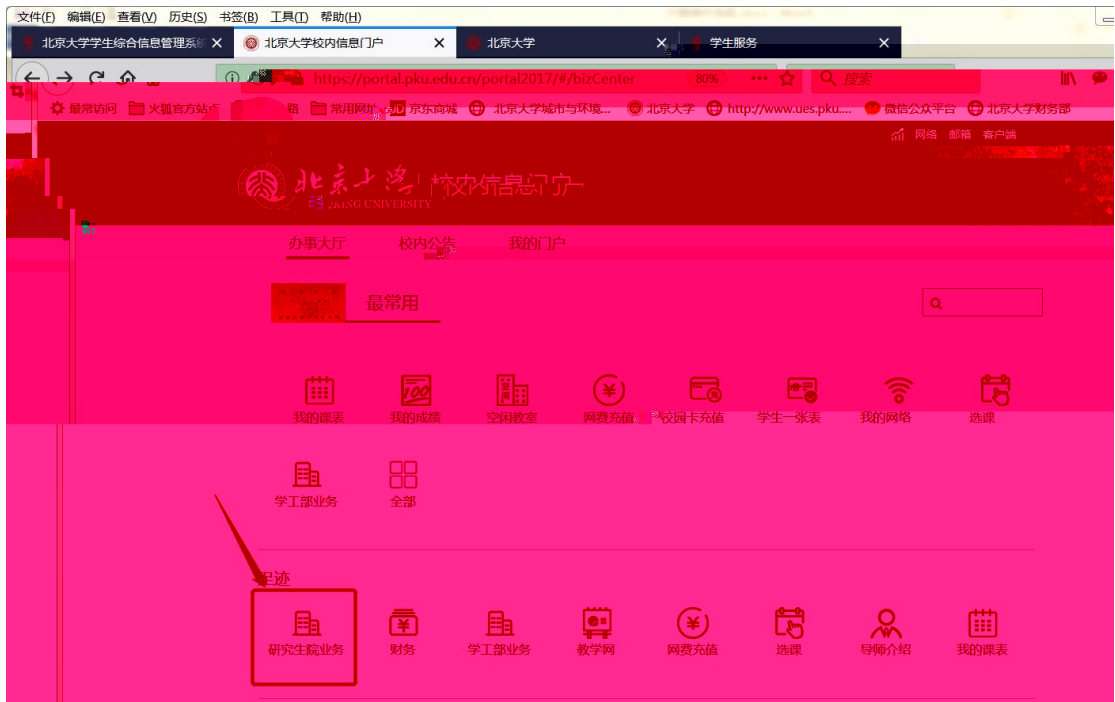 文件(F) 编辑(E) 查看(V) 历史(S) 书签(B) 工具(T) 帮助(H)
北京大学学生综合信息管理系统 北京大学校内信息门户 北京大学 学生服务
https://portal.pku.edu.cn/portal2017/#/bizCenter 80% 搜索
最常访问 火狐官方站点 常用网址 JD 京东商城 北京大学城市与环境... 北京大学 http://www.ues.pku.... 微信公众平台 北京大学财务部
网络 邮箱 客户端
北京大学 校内信息门户
UNIVERSITY
办事大厅 校内公告 我的门户
最常用
我的课表 我的成绩 空闲教室 网费充值 校园卡充值 学生一张表 我的网络 选课
学工部业务 全部
足迹
研究生院业务 财务 学工部业务 教学网 网费充值 选课 导师介绍 我的课表